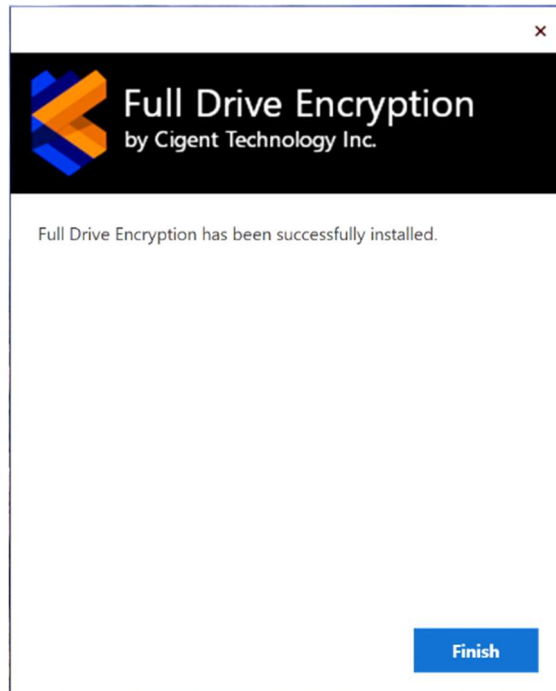 Full Drive Encryption
by Cigent Technology Inc.
Full Drive Encryption has been successfully installed.
Finish